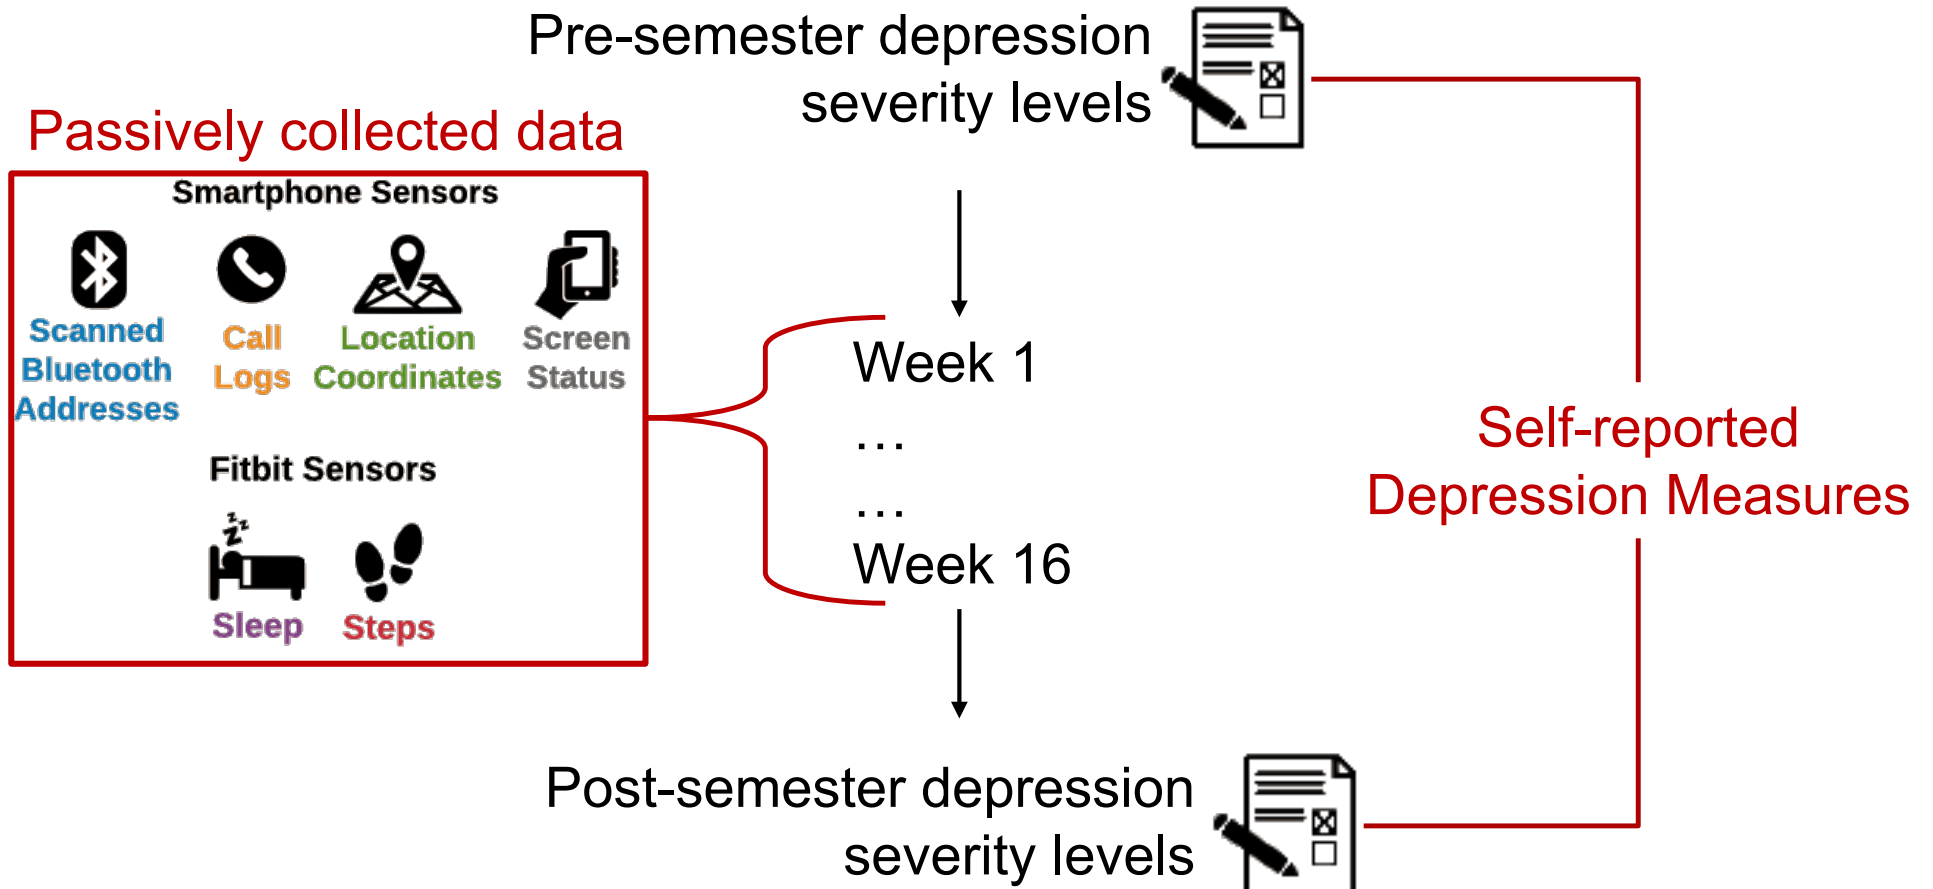 Pre-semester depression
severity levels
Passively collected data
Smartphone Sensors
Scanned
Bluetooth
Addresses
Call
Logs
Location
Coordinates
Screen
Status
Fitbit Sensors
z z z
Sleep
Steps
Week 1
…
…
Week 16
Self-reported
Depression Measures
Post-semester depression
severity levels